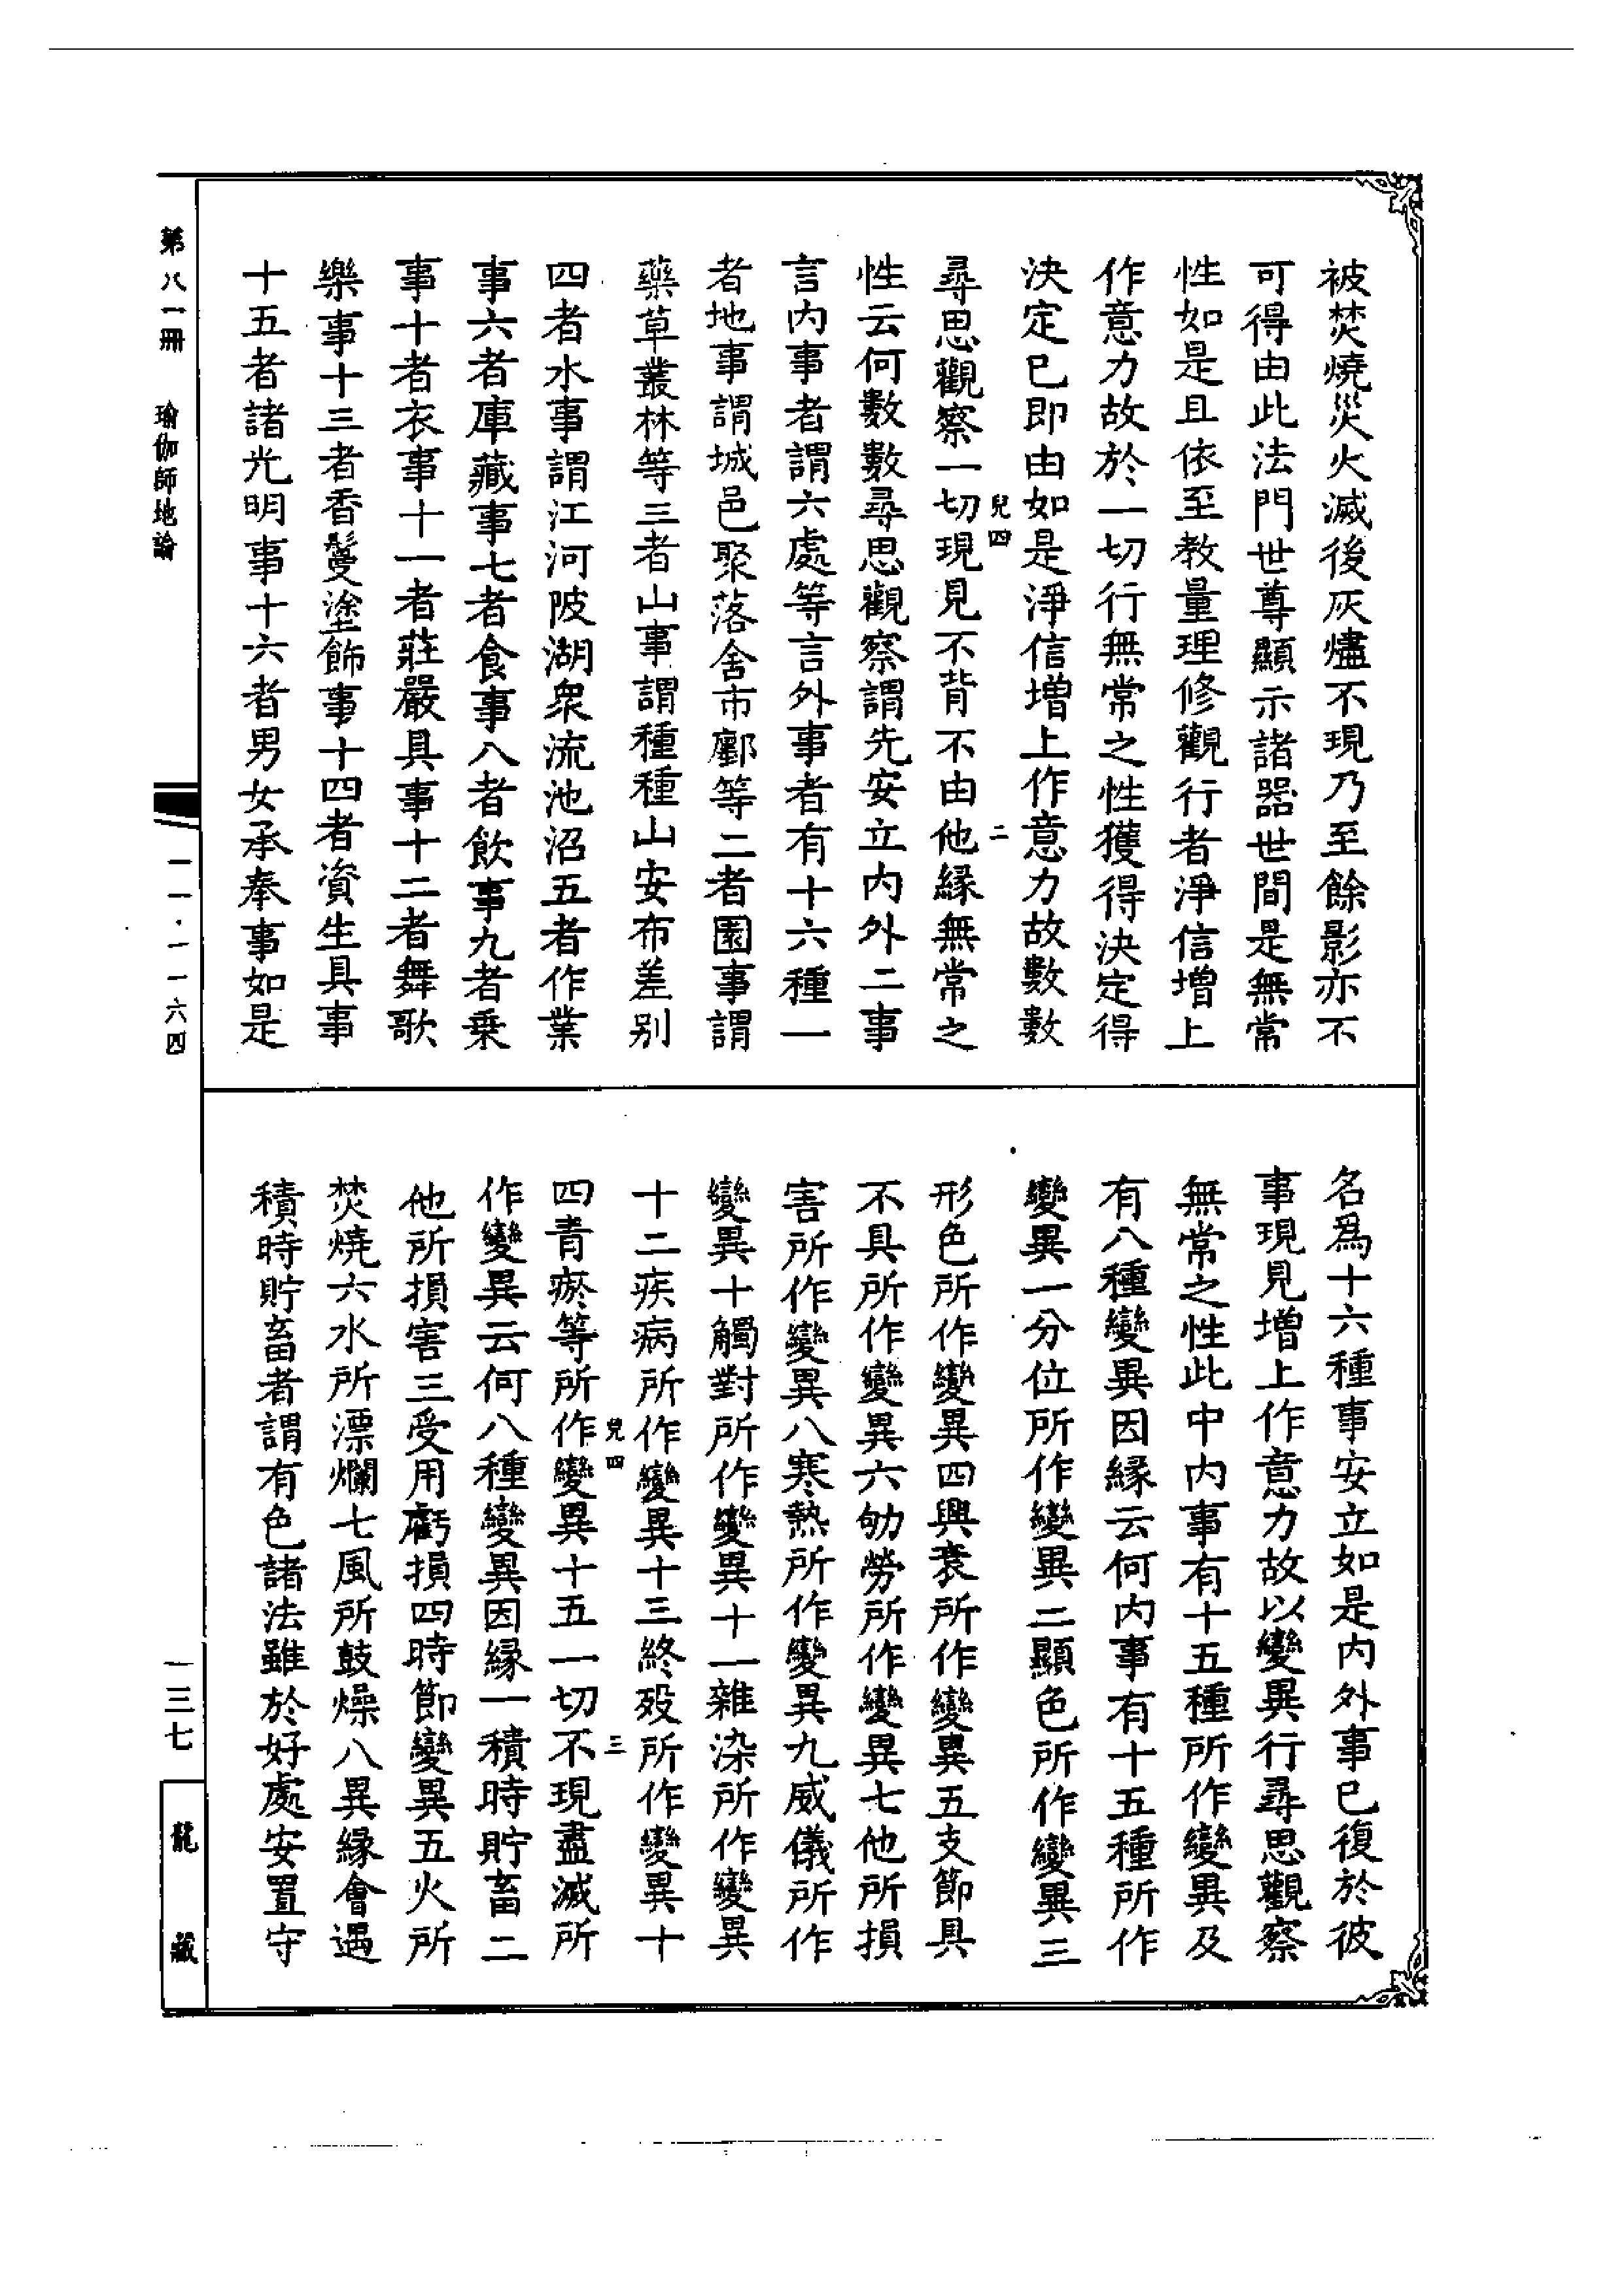 被焚燒災火滅後灰燼不現乃至餘影亦不
可得由此法門世尊顯示諸器世間是無常
性如是且依至教量理修觀行者淨信增上
作意力故於一切行無常之性獲得決定得
決定已即由如是淨信增上作意力故數數
兒四 二
尋思觀察一切現見不背不由他緣無常之
性云何數數尋思觀察謂先安立內外二事
言內事者謂六處等言外事者有十六種一
者地事謂城邑聚落舍市廛等二者園事謂
藥草叢林等三者山事謂種種山安布差別
四者水事謂江河陂湖眾流池沼五者作業
事六者庫藏事七者食事八者飲事九者乘
事十者衣事十一者莊嚴具事十二者舞歌
樂事十三者香鬘塗飾事十四者資生具事
十五者諸光明事十六者男女承奉事如是
名為十六種事安立如是內外事已復於彼
事現見增上作意力故以變異行尋思觀察
無常之性此中內事有十五種所作變異及
有八種變異因緣云何內事有十五種所作
變異一分位所作變異二顯色所作變異三
形色所作變異四興衰所作變異五支節具
不具所作變異六劬勞所作變異七他所損
害所作變異八寒熱所作變異九威儀所作
變異十觸對所作變異十一雜染所作變異
十二疾病所作變異十三終歿所作變異十
兒四 三
四青瘀等所作變異十五一切不現盡滅所
作變異云何八種變異因緣一積時貯畜二
他所損害三受用虧損四時節變異五火所
焚燒六水所漂爛七風所鼓燥八異緣會遇
積時貯畜者謂有色諸法雖於好處安置守
第八一冊 瑜伽師地論
一一·一一六四
一三七
龍藏